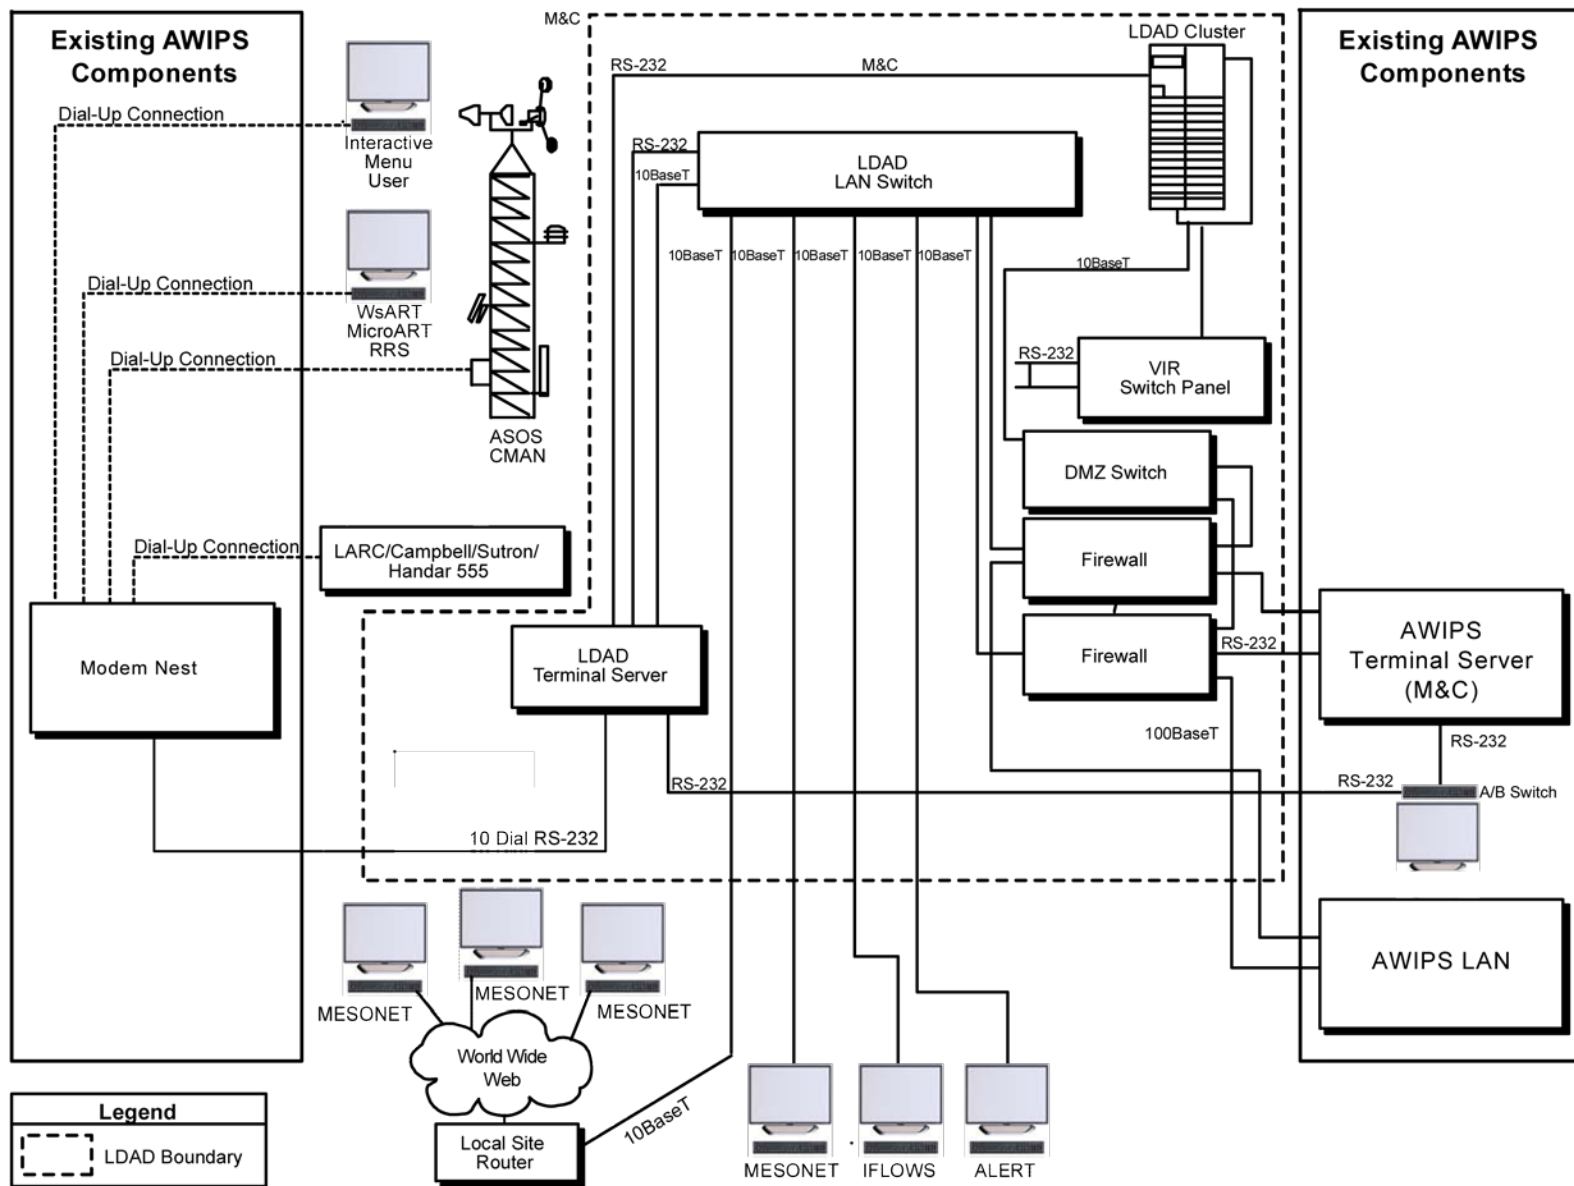 Existing AWIPS
Components
M&C
LDAD Cluster
Existing AWIPS
Components
RS-232
M&C
Dial-Up Connection
Interactive
Menu
User
RS-232
10BaseT
LDAD
LAN Switch
10BaseT
10BaseT
10BaseT
10BaseT
10BaseT
10BaseT
Dial-Up Connection
WsART
MicroART
RRS
Dial-Up Connection
RS-232
VIR
Switch Panel
ASOS
CMAN
DMZ Switch
Dial-Up Connection
LARC/Campbell/Sutron/
Handar 555
Firewall
Modem Nest
LDAD
Terminal Server
Firewall
RS-232
AWIPS
Terminal Server
(M&C)
100BaseT
RS-232
RS-232
RS-232
A/B Switch
10 Dial RS-232
AWIPS LAN
MESONET
MESONET
MESONET
World Wide
Web
10BaseT
Local Site
Router
MESONET
IFLOWS
ALERT
Legend
LDAD Boundary